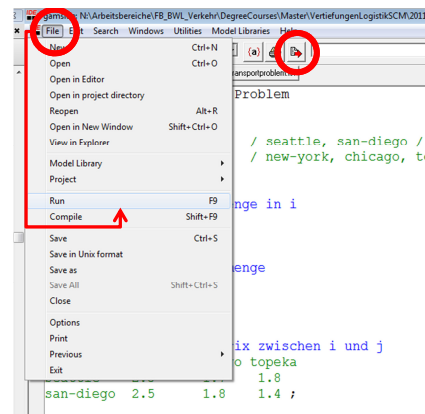 gamside: N:\Arbeitsbereiche\FB_BWL_Verkehr\DegreeCourses\Master\VertiefungenLogistikSCM\2011
File Search Windows Utilities Model Libraries
{a}
ransportproblem
New Ctrl+N
Open Ctrl+O
Open in Editor
Open in project directory
Reopen Alt+R
Open in New Window Shift+Ctrl+O
View in Explorer
Model Library
Project
Run F9
Compile Shift+F9
Save Ctrl+S
Save in Unix format
Save as
Save All Shift+Ctrl+S
Close
Options
Print
Previous
Exit
Problem
/ seattle, san-diego /
/ new-york, chicago, t
nge in i
enge
ix zwischen i und j
o topeka
1.8
san-diego 2.5 1.8 1.4 ;